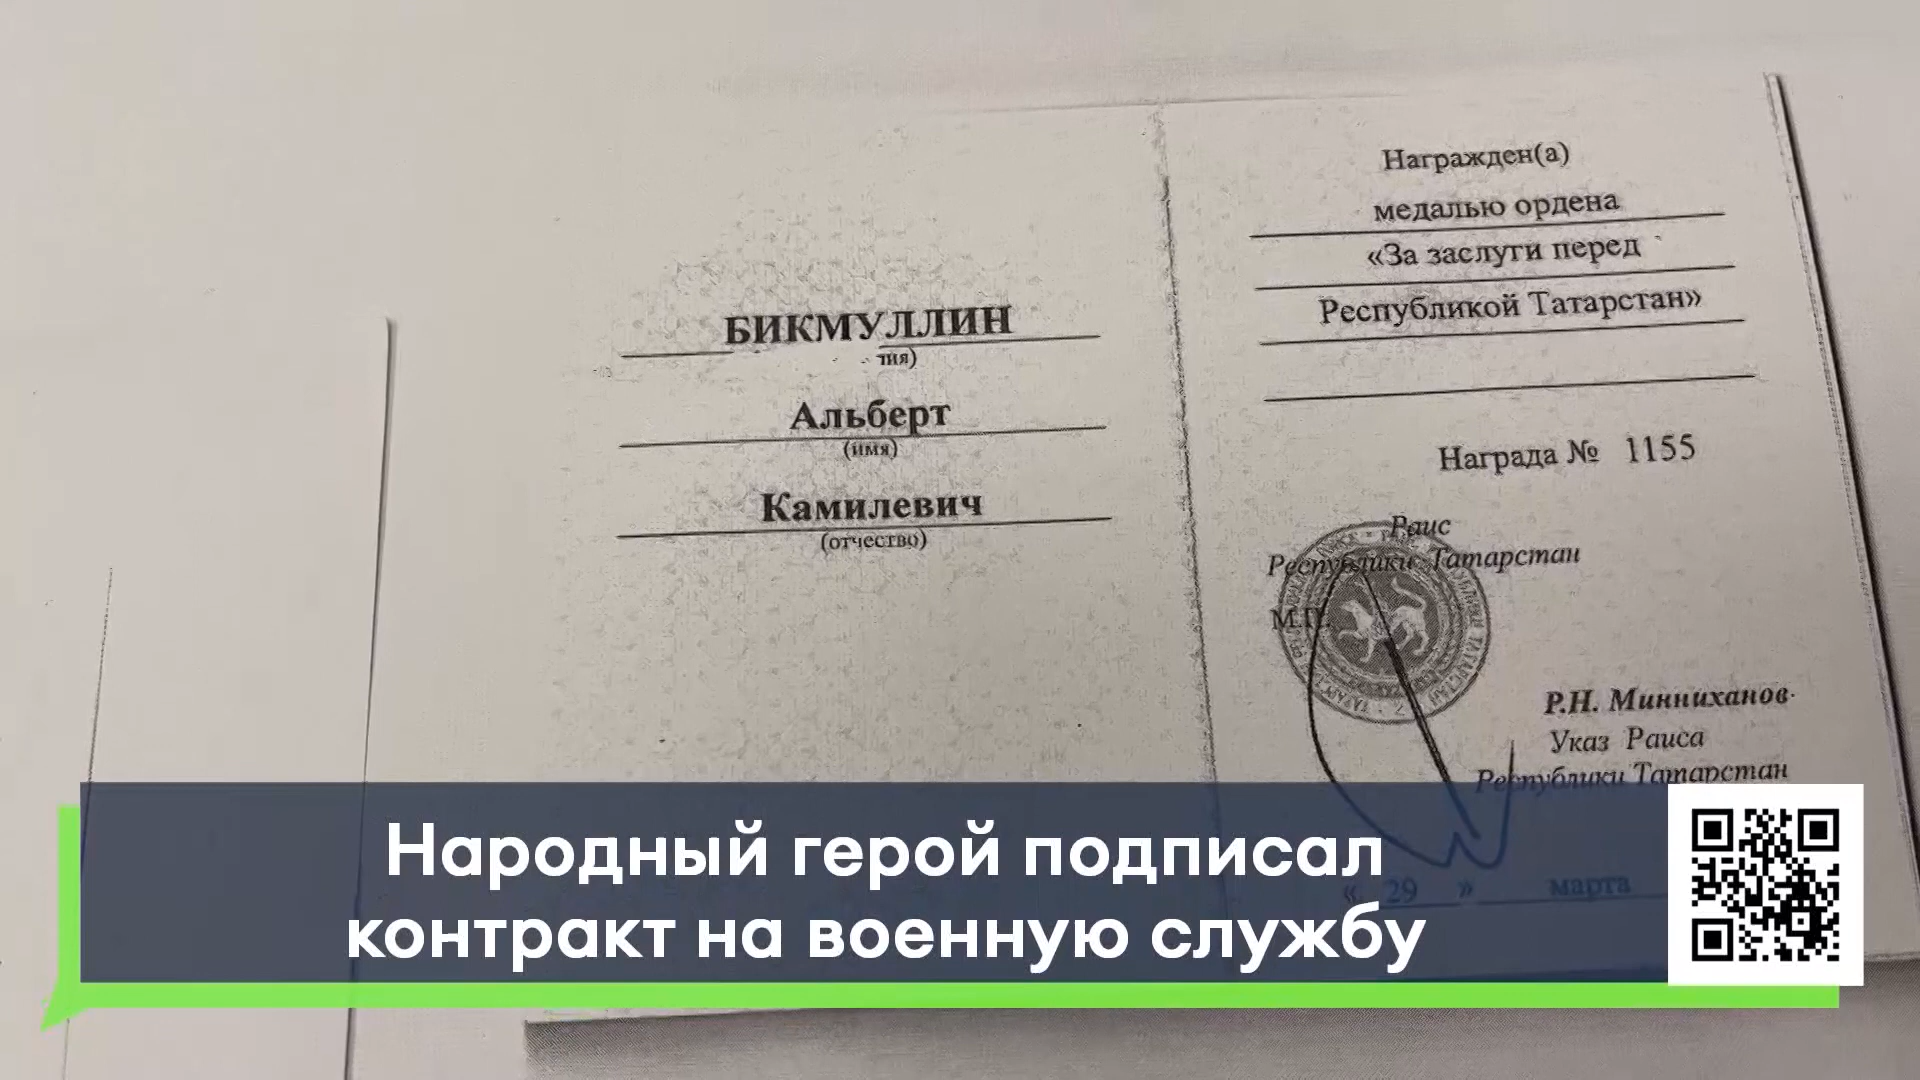 БИКМУЛЛИН
Альберт
(имя)
Камилевич
(отчество)
Награжден(а)
медалью ордена
«За заслуги перед
Республикой Татарстан»
Награда № 1155
Раис
Республики Татарстан
М.П.
Р.Н. Минниханов
Указ Раиса
Республики Татарстан
« 29 » марта
Народный герой подписал
контракт на военную службу